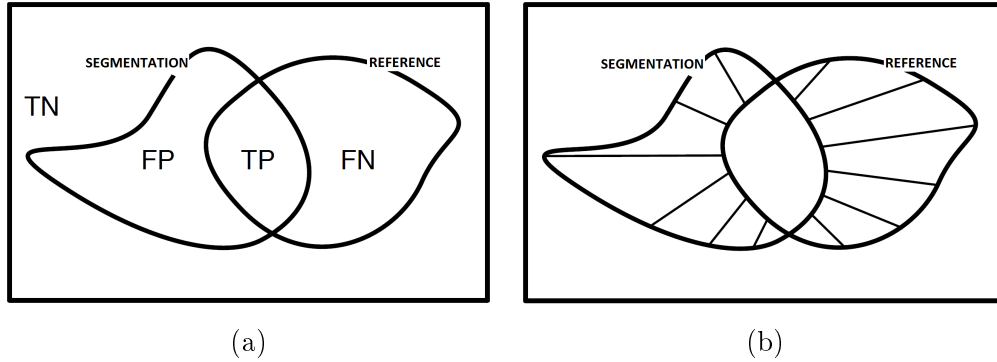 SEGMENTATION
REFERENCE
TN
FP
TP
FN
(a)
SEGMENTATION
REFERENCE
(b)